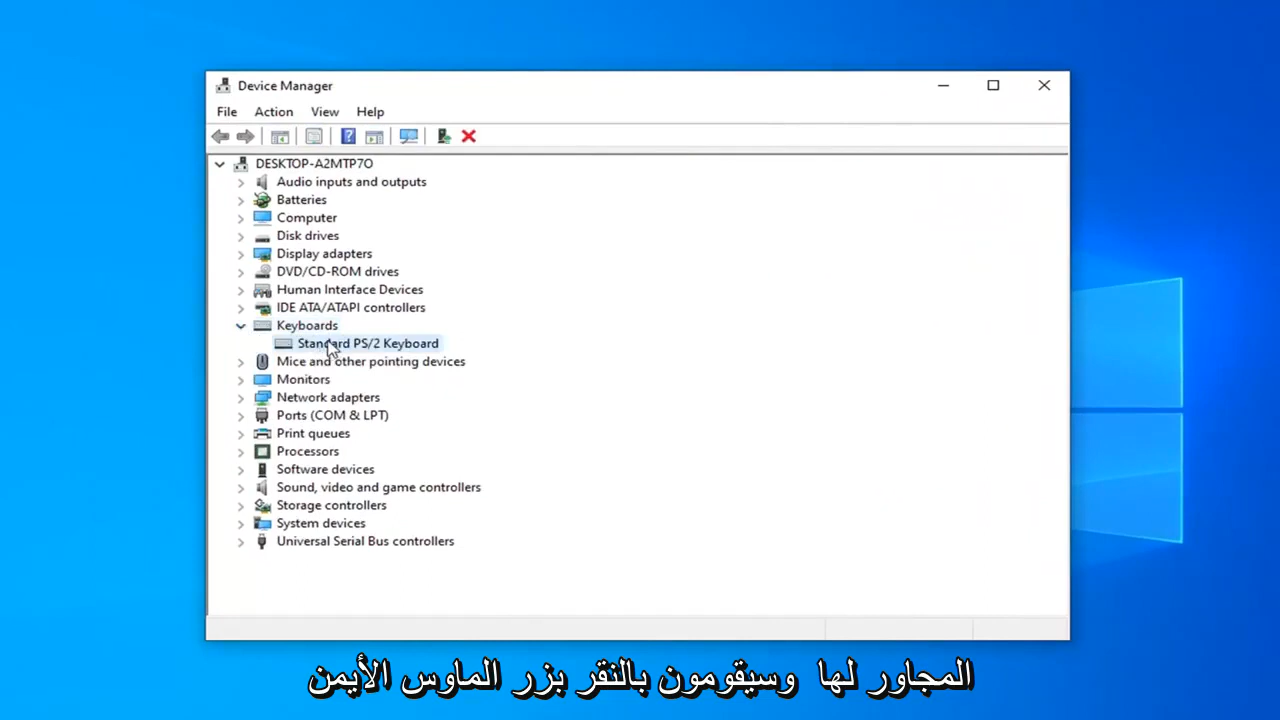 Device Manager
File Action View Help
DESKTOP-A2MTP7O
Audio inputs and outputs
Batteries
Computer
Disk drives
Display adapters
DVD/CD-ROM drives
Human Interface Devices
IDE ATA/ATAPI controllers
Keyboards
Standard PS/2 Keyboard
Mice and other pointing devices
Monitors
Network adapters
Ports (COM & LPT)
Print queues
Processors
Software devices
Sound, video and game controllers
Storage controllers
System devices
Universal Serial Bus controllers
المجاور لها وسيقومون بالنقر بزر الماوس الأيمن